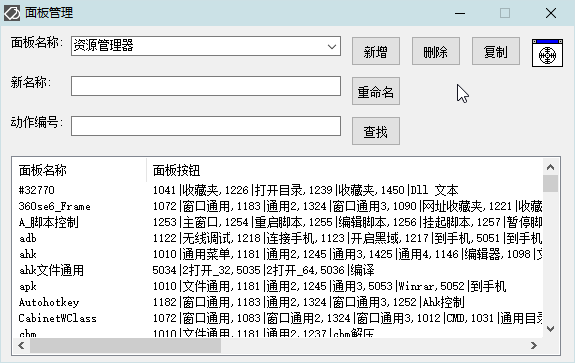 面板管理
面板名称:
资源管理器
新增
删除
复制
新名称:
重命名
动作编号:
查找
面板名称 面板按钮
#32770 1041|收藏夹,1226|打开目录,1239|收藏夹,1450|Dll 文本
360se6_Frame 1072|窗口通用,1183|通用2,1324|窗口通用3,1090|网址收藏夹,1221|收藏
A_脚本控制 1253|主窗口,1254|重启脚本,1255|编辑脚本,1256|挂起脚本,1257|暂停脚
adb 1122|无线调试,1218|连接手机,1123|开启黑域,1217|到手机,5051|到手机
ahk 1010|通用菜单,1181|通用2,1245|通用3,1425|通用4,1146|编辑器,1098|文
ahk文件通用 5034|2打开_32,5035|2打开_64,5036|编译
apk 1010|文件通用,1181|通用2,1245|通用3,5053|Winrar,5052|到手机
Autohotkey 1182|窗口通用,1183|通用2,1324|窗口通用3,1252|Ahk控制
CabinetWClass 1072|窗口通用,1083|窗口通用2,1324|窗口通用3,1012|CMD,1031|通用目录
chm 1010|文件通用,1181|通用2,1237|chm解压